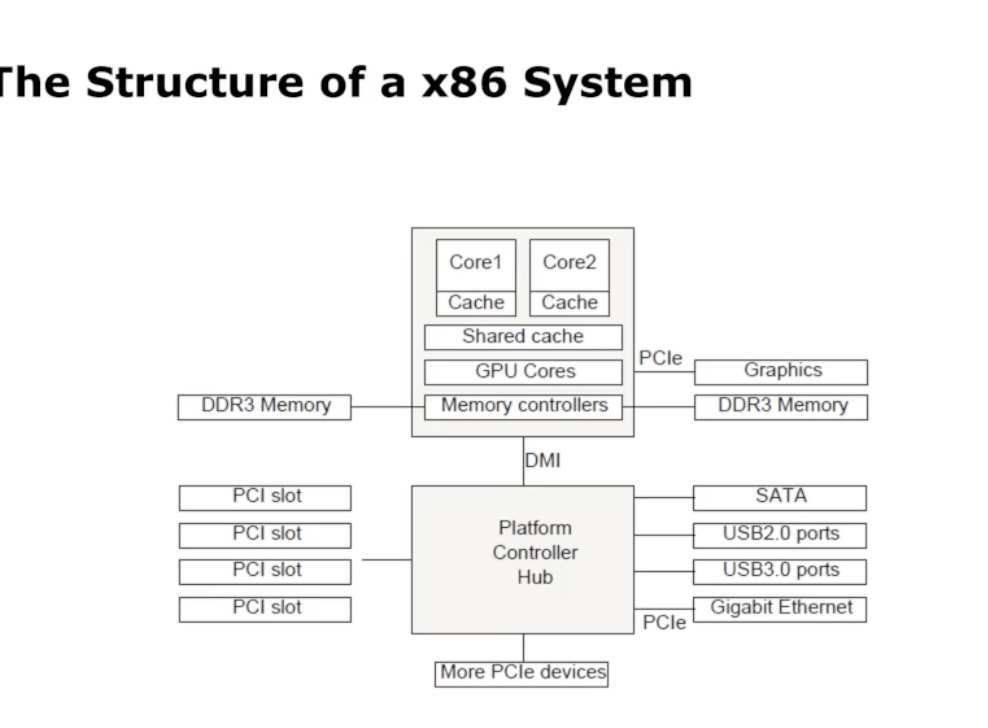 The Structure of a x86 System
Core1
Core2
Cache
Cache
Shared cache
GPU Cores
PCIe
Graphics
DDR3 Memory
Memory controllers
DDR3 Memory
DMI
PCI slot
PCI slot
PCI slot
PCI slot
Platform
Controller
Hub
SATA
USB2.0 ports
USB3.0 ports
Gigabit Ethernet
PCIe
More PCIe devices